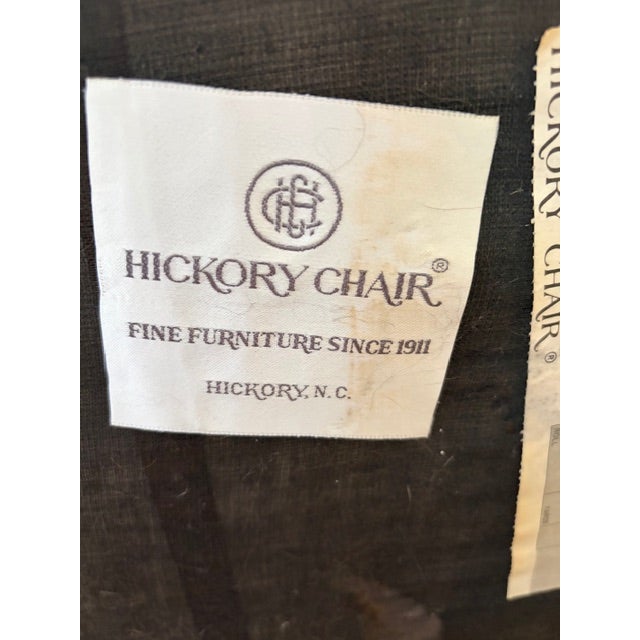 HC
HICKORY CHAIR®
FINE FURNITURE SINCE 1911
HICKORY, N.C.
HICKORY CHAIR®